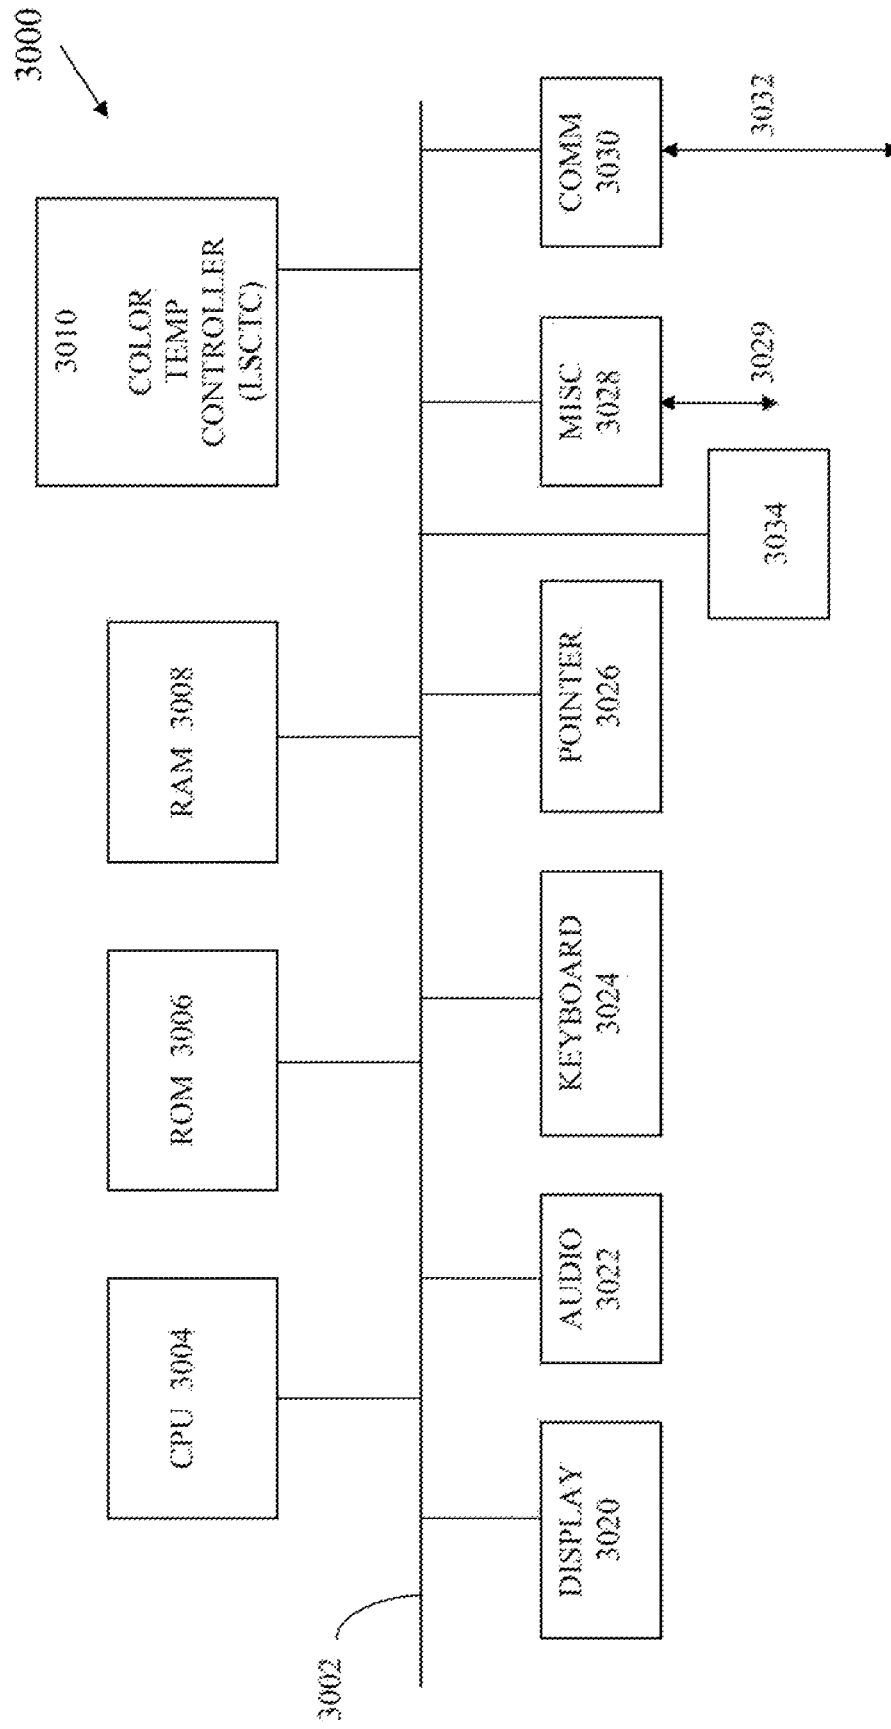 3000
3010
COLOR
TEMP
CONTROLLER
(LSCTC)
CPU 3004
ROM 3006
RAM 3008
3002
DISPLAY
3020
AUDIO
3022
KEYBOARD
3024
POINTER
3026
3034
MISC
3028
3029
COMM
3030
3032